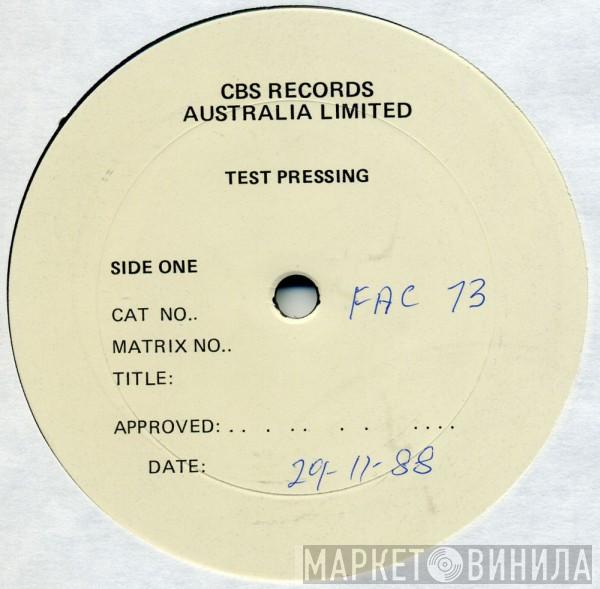 CBS RECORDS
AUSTRALIA LIMITED
TEST PRESSING
SIDE ONE
CAT NO.. FAC 13
MATRIX NO..
TITLE:
APPROVED: . . . . . . . . . . .
DATE: 29-11-88
МАРКЕТ ВИНИЛА